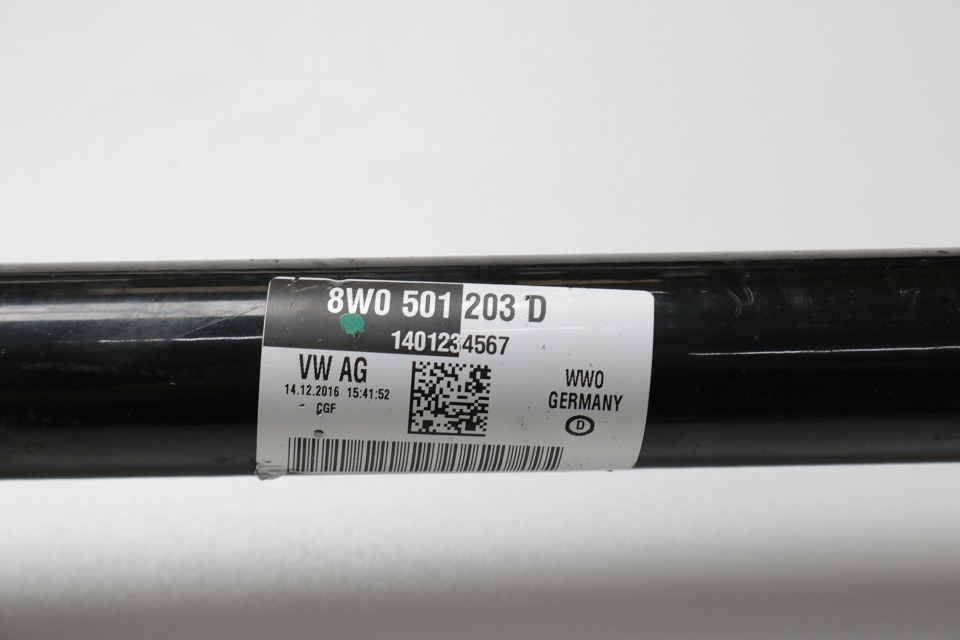 8W0 501 203 D
1401234567
VW AG
14.12.2016 15:41:52
CGF
WWO
GERMANY
D